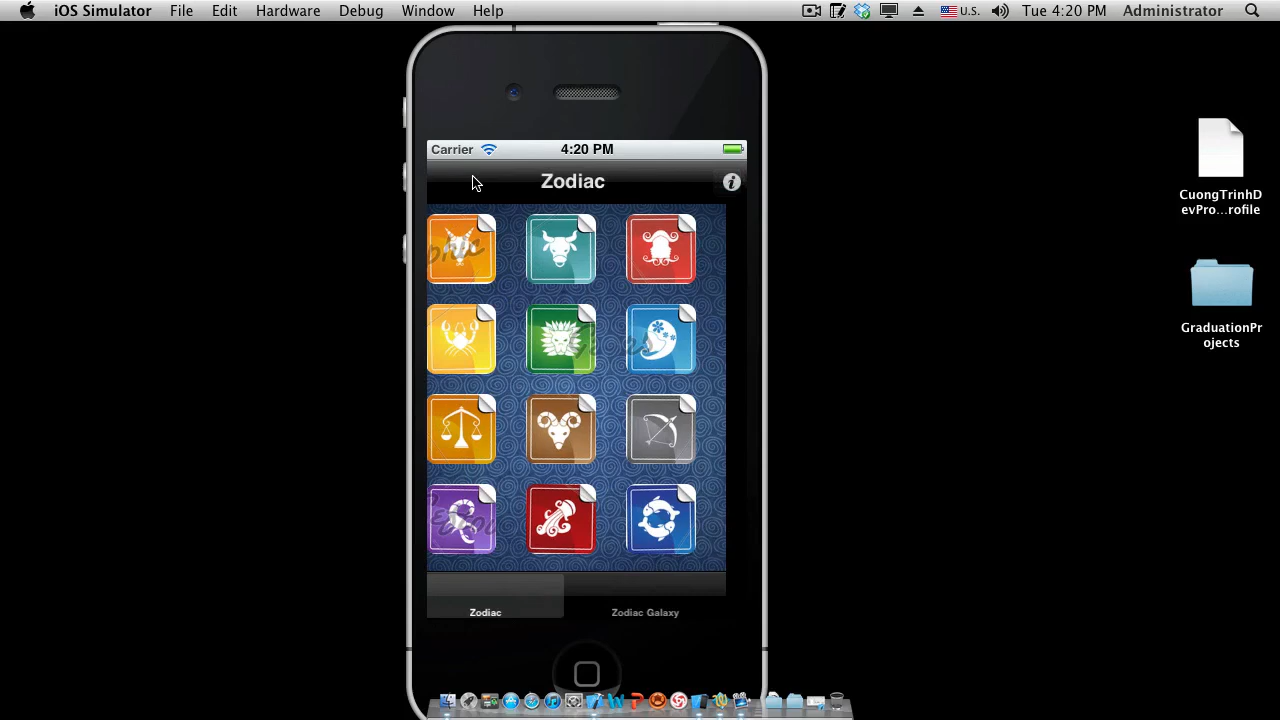 iOS Simulator File Edit Hardware Debug Window Help U.S. Tue 4:20 PM Administrator
Carrier 4:20 PM
Zodiac
CuongTrinhD
evPro...rofile
GraduationPr
ojects
Zodiac Zodiac Galaxy